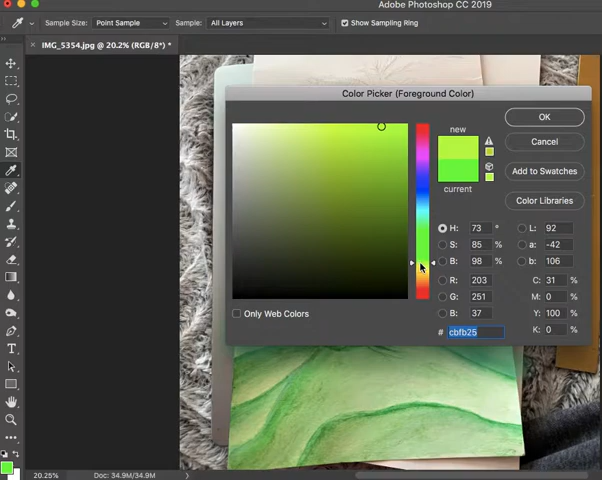 Adobe Photoshop CC 2019
Sample Size: Point Sample Sample: All Layers Show Sampling Ring
IMG_5354.jpg @ 20.2% (RGB/8*) *
Color Picker (Foreground Color)
new
current
OK
Cancel
Add to Swatches
Color Libraries
H: 73 ° L: 92
S: 85 % a: -42
B: 98 % b: 106
R: 203 C: 31 %
G: 251 M: 0 %
B: 37 Y: 100 %
# cbfb25 K: 0 %
Only Web Colors
20.25% Doc: 34.9M/34.9M